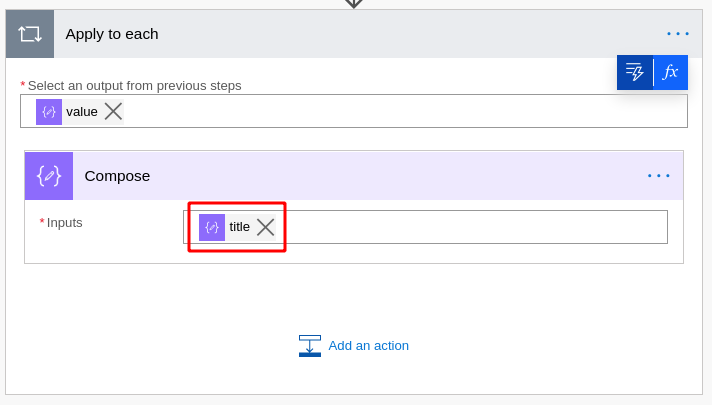 Apply to each
fx
* Select an output from previous steps
value
Compose
* Inputs
title
Add an action